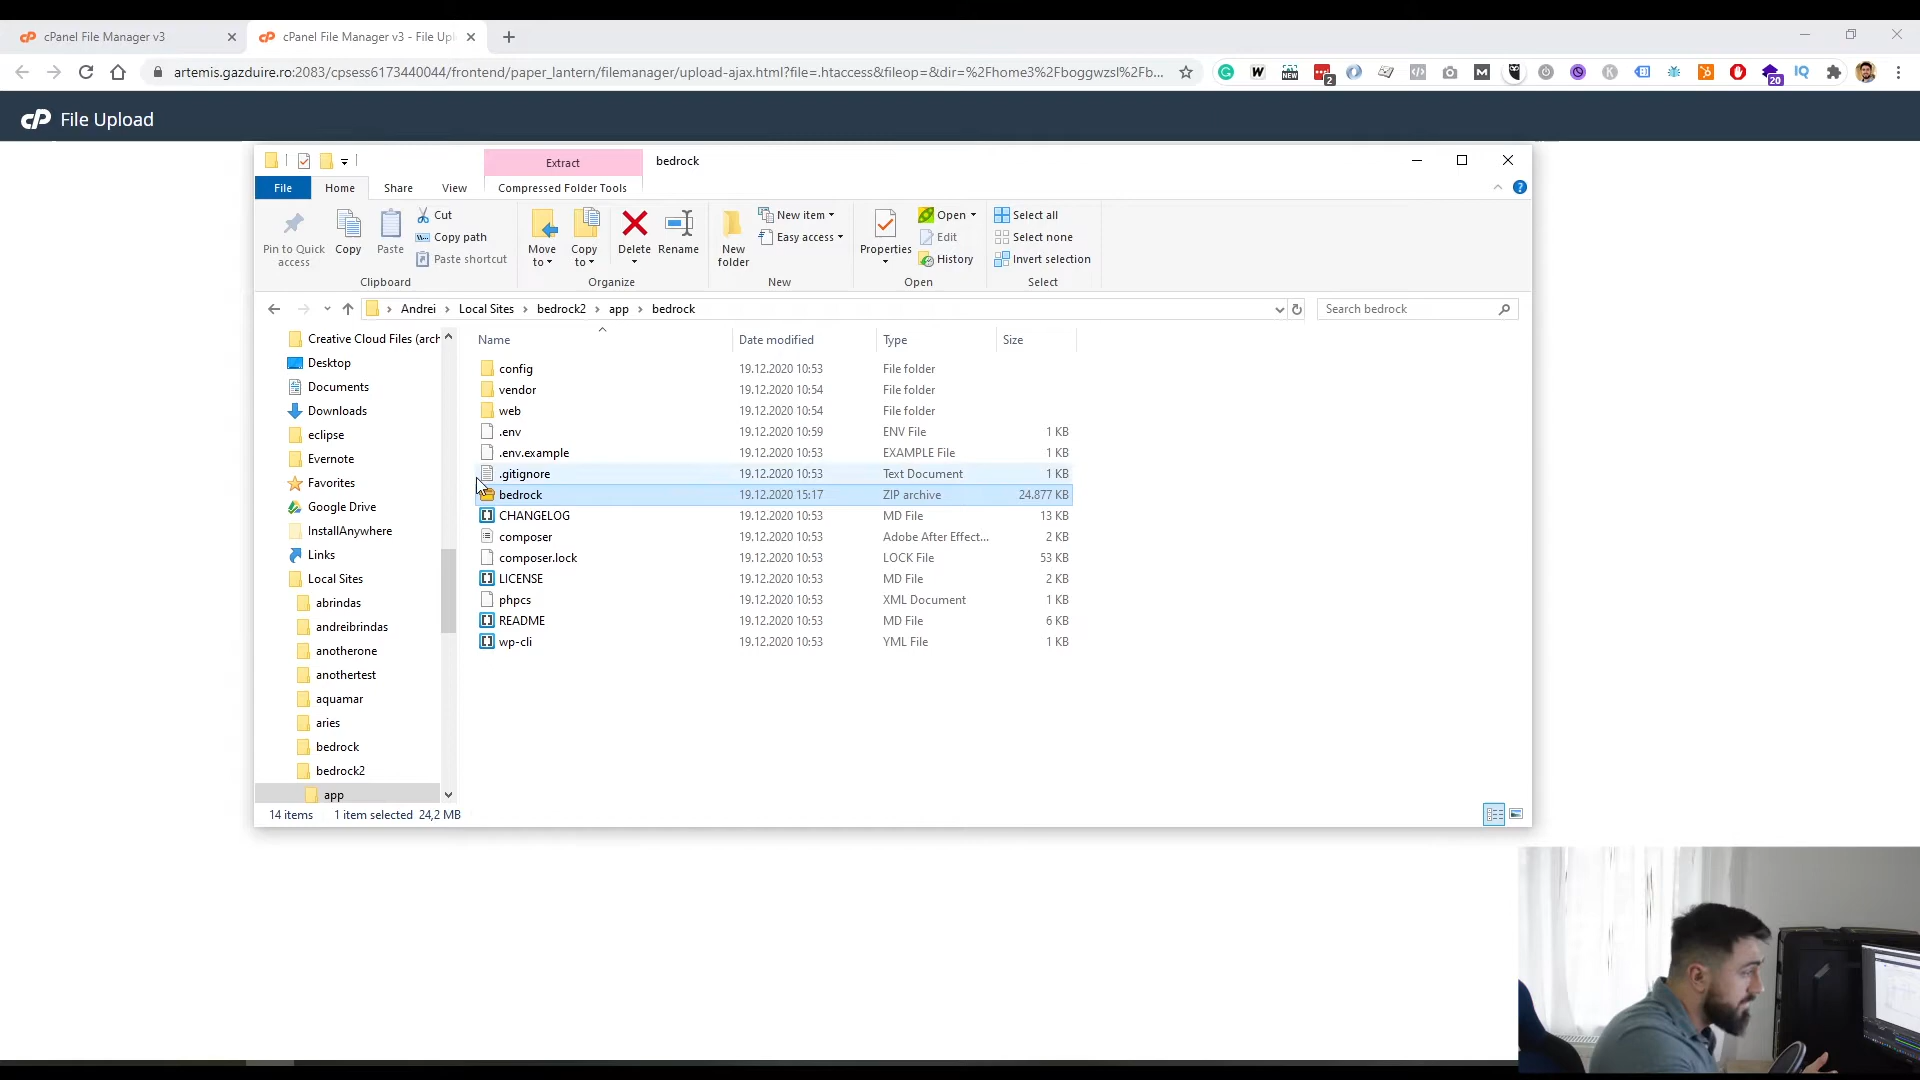 cPanel File Manager v3
cPanel File Manager v3 - File Upl
artemis.gazduire.ro:2083/cpsess6173440044/frontend/paper_lantern/filemanager/upload-ajax.html?file=.htaccess&fileop=&dir=%2Fhome3%2Fboggwzsl%2Fb...
W
NEW
2
M
K
20
IQ
cP File Upload
Extract
bedrock
File
Home
Share
View
Compressed Folder Tools
Pin to Quick access
Copy
Paste
Cut
Copy path
Paste shortcut
Clipboard
Move to
Copy to
Delete
Rename
Organize
New folder
New item
Easy access
New
Properties
Open
Edit
History
Open
Select all
Select none
Invert selection
Select
Andrei
Local Sites
bedrock2
app
bedrock
Search bedrock
Creative Cloud Files (arch
Desktop
Documents
Downloads
eclipse
Evernote
Favorites
Google Drive
InstallAnywhere
Links
Local Sites
abrindas
andreibrindas
anotherone
anothertest
aquamar
aries
bedrock
bedrock2
app
Name Date modified Type Size
config 19.12.2020 10:53 File folder
vendor 19.12.2020 10:54 File folder
web 19.12.2020 10:54 File folder
.env 19.12.2020 10:59 ENV File 1 KB
.env.example 19.12.2020 10:53 EXAMPLE File 1 KB
.gitignore 19.12.2020 10:53 Text Document 1 KB
bedrock 19.12.2020 15:17 ZIP archive 24.877 KB
CHANGELOG 19.12.2020 10:53 MD File 13 KB
composer 19.12.2020 10:53 Adobe After Effect... 2 KB
composer.lock 19.12.2020 10:53 LOCK File 53 KB
LICENSE 19.12.2020 10:53 MD File 2 KB
phpcs 19.12.2020 10:53 XML Document 1 KB
README 19.12.2020 10:53 MD File 6 KB
wp-cli 19.12.2020 10:53 YML File 1 KB
14 items 1 item selected 24,2 MB